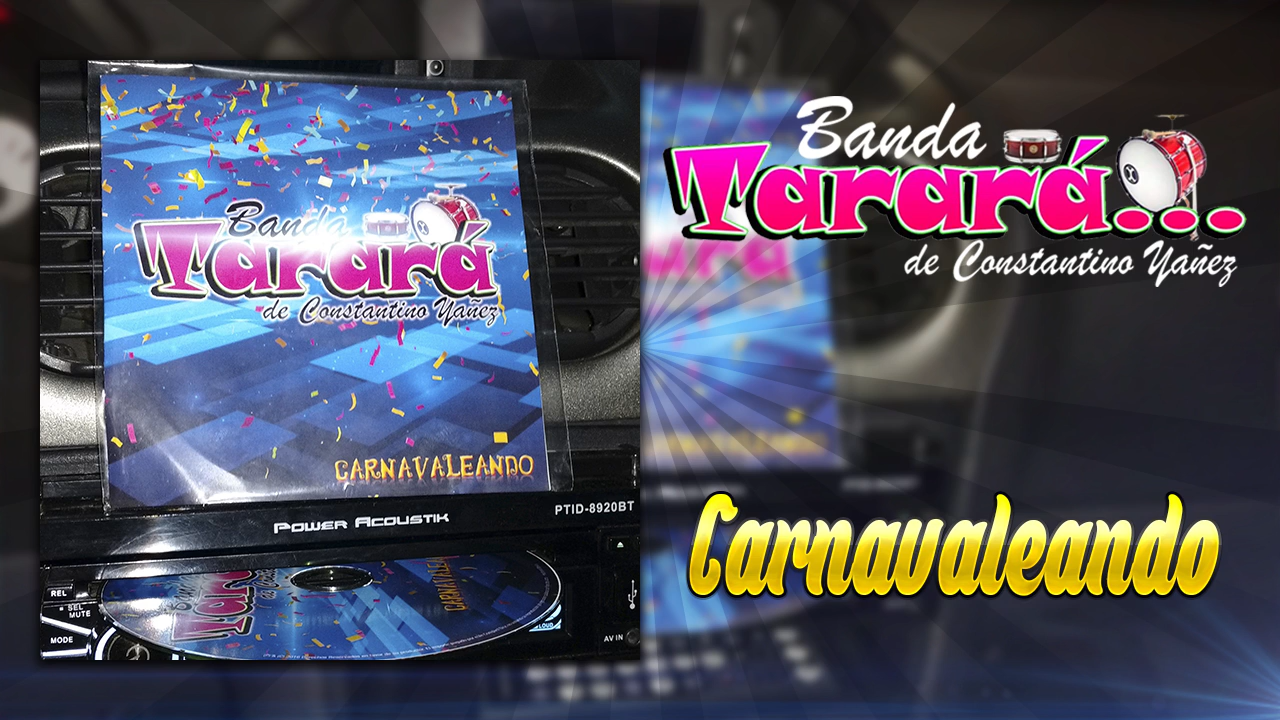 Banda
Tarará
de Constantino Yañez
CARNAVALEANDO
POWER ACOUSTIK
PTID-8920BT
REL
SEL
MUTE
MODE
AV IN
CARNAVALEANDO
Banda
Tarará...
de Constantino Yañez
Carnavaleando